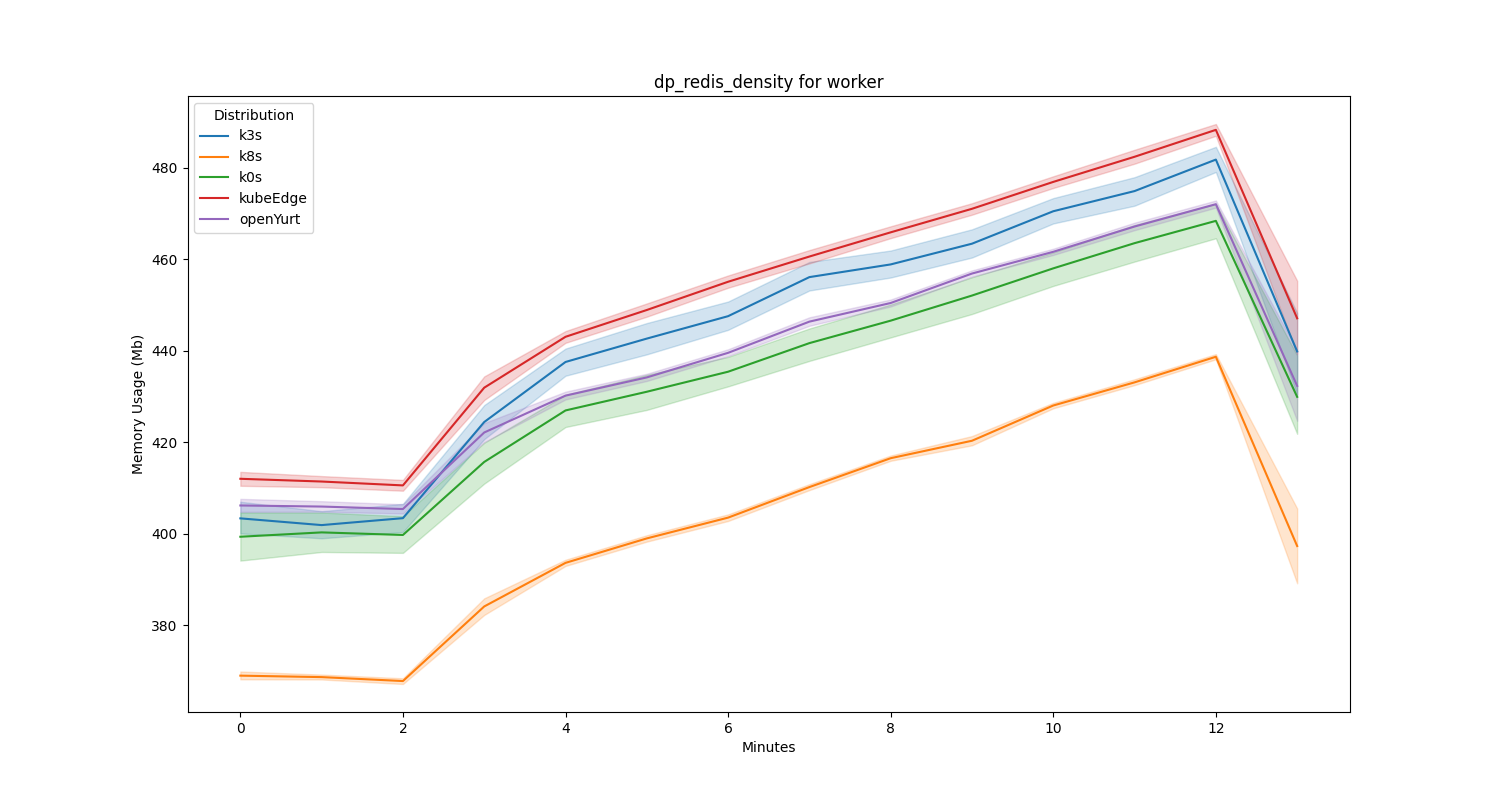 dp_redis_density for worker
Distribution
k3s
k8s
k0s
kubeEdge
openYurt
Memory Usage (Mb)
480
460
440
420
400
380
0 2 4 6 8 10 12
Minutes